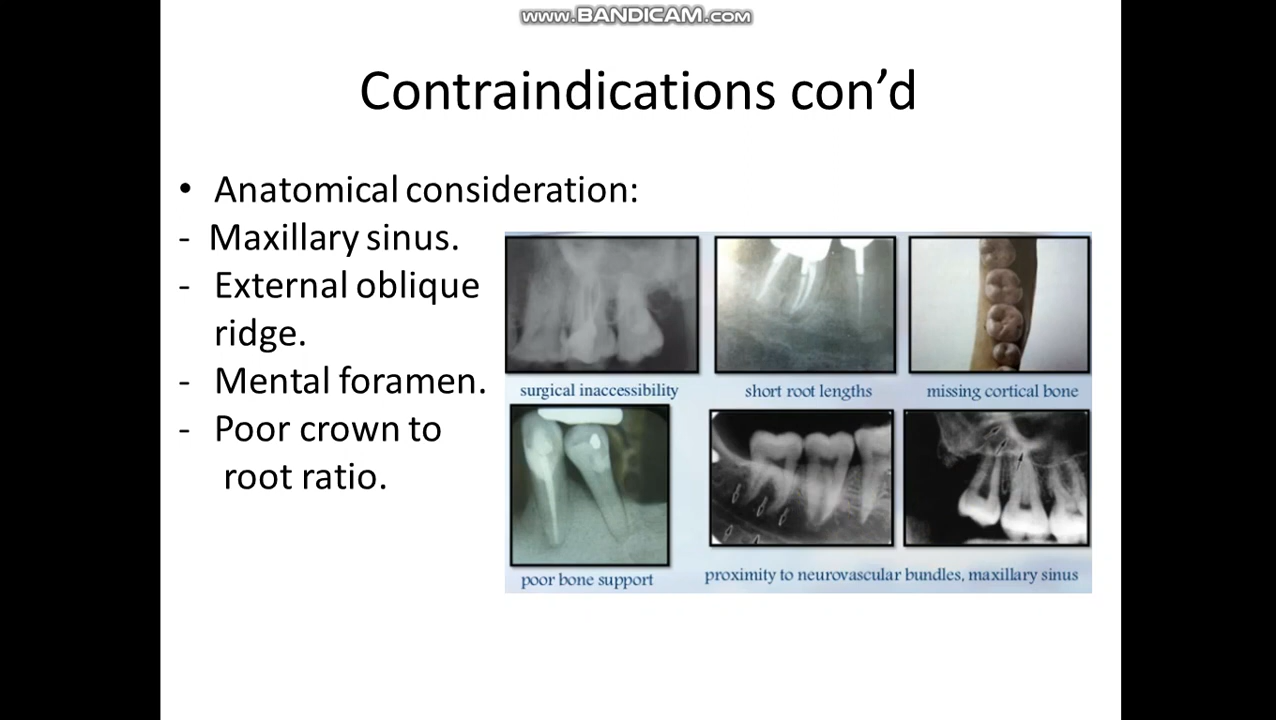 www.BANDICAM.com
Contraindications con’d
• Anatomical consideration:
- Maxillary sinus.
- External oblique
ridge.
- Mental foramen.
- Poor crown to
root ratio.
surgical inaccessibility
short root lengths
missing cortical bone
poor bone support
proximity to neurovascular bundles, maxillary sinus